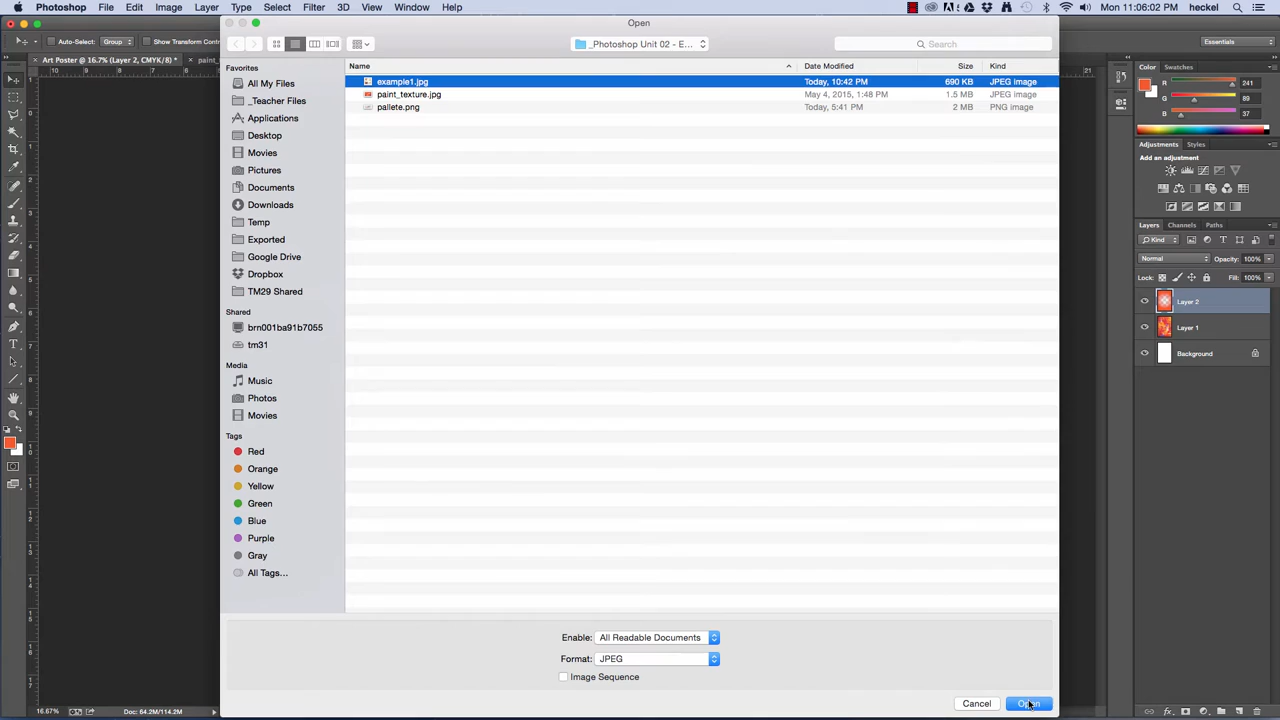 Photoshop File Edit Image Layer Type Select Filter 3D View Window Help
Mon 11:06:02 PM heckel
Open
Auto-Select: Group Show Transform Contr
Essentials
Art Poster @ 16.7% (Layer 2, CMYK/8) * paint_
_Photoshop Unit 02 - E...
Search
Favorites
All My Files
_Teacher Files
Applications
Desktop
Movies
Pictures
Documents
Downloads
Temp
Exported
Google Drive
Dropbox
TM29 Shared
Shared
brn001ba91b7055
tm31
Media
Music
Photos
Movies
Tags
Red
Orange
Yellow
Green
Blue
Purple
Gray
All Tags...
Name Date Modified Size Kind
example1.jpg Today, 10:42 PM 690 KB JPEG image
paint_texture.jpg May 4, 2015, 1:48 PM 1.5 MB JPEG image
pallete.png Today, 5:41 PM 2 MB PNG image
Enable: All Readable Documents
Format: JPEG
Image Sequence
Cancel Open
Color Swatches
R 241
G 89
B 37
Adjustments Styles
Add an adjustment
Layers Channels Paths
Kind
Normal Opacity: 100%
Lock: Fill: 100%
Layer 2
Layer 1
Background
16.67% Doc: 64.2M/114.2M